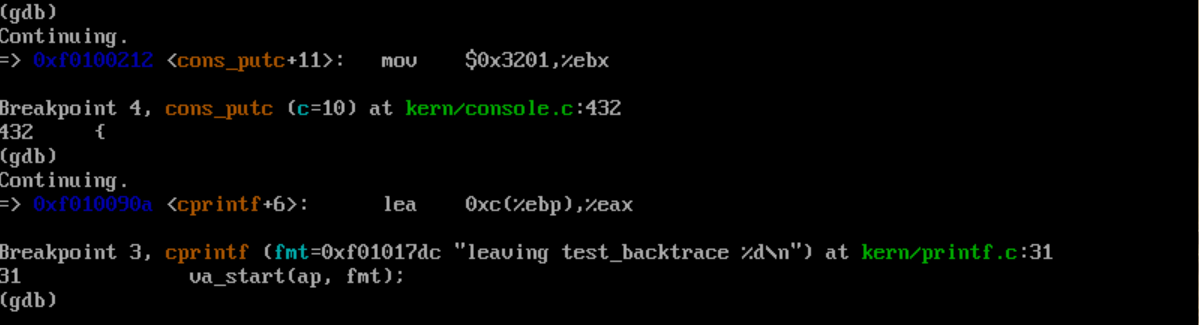 (gdb)
Continuing.
=> 0xf0100212 <cons_putc+11>:   mov    $0x3201,%ebx

Breakpoint 4, cons_putc (c=10) at kern/console.c:432
432     {
(gdb)
Continuing.
=> 0xf010090a <cprintf+6>:      lea    0xc(%ebp),%eax

Breakpoint 3, cprintf (fmt=0xf01017dc "leaving test_backtrace %d\n") at kern/printf.c:31
31              va_start(ap, fmt);
(gdb)